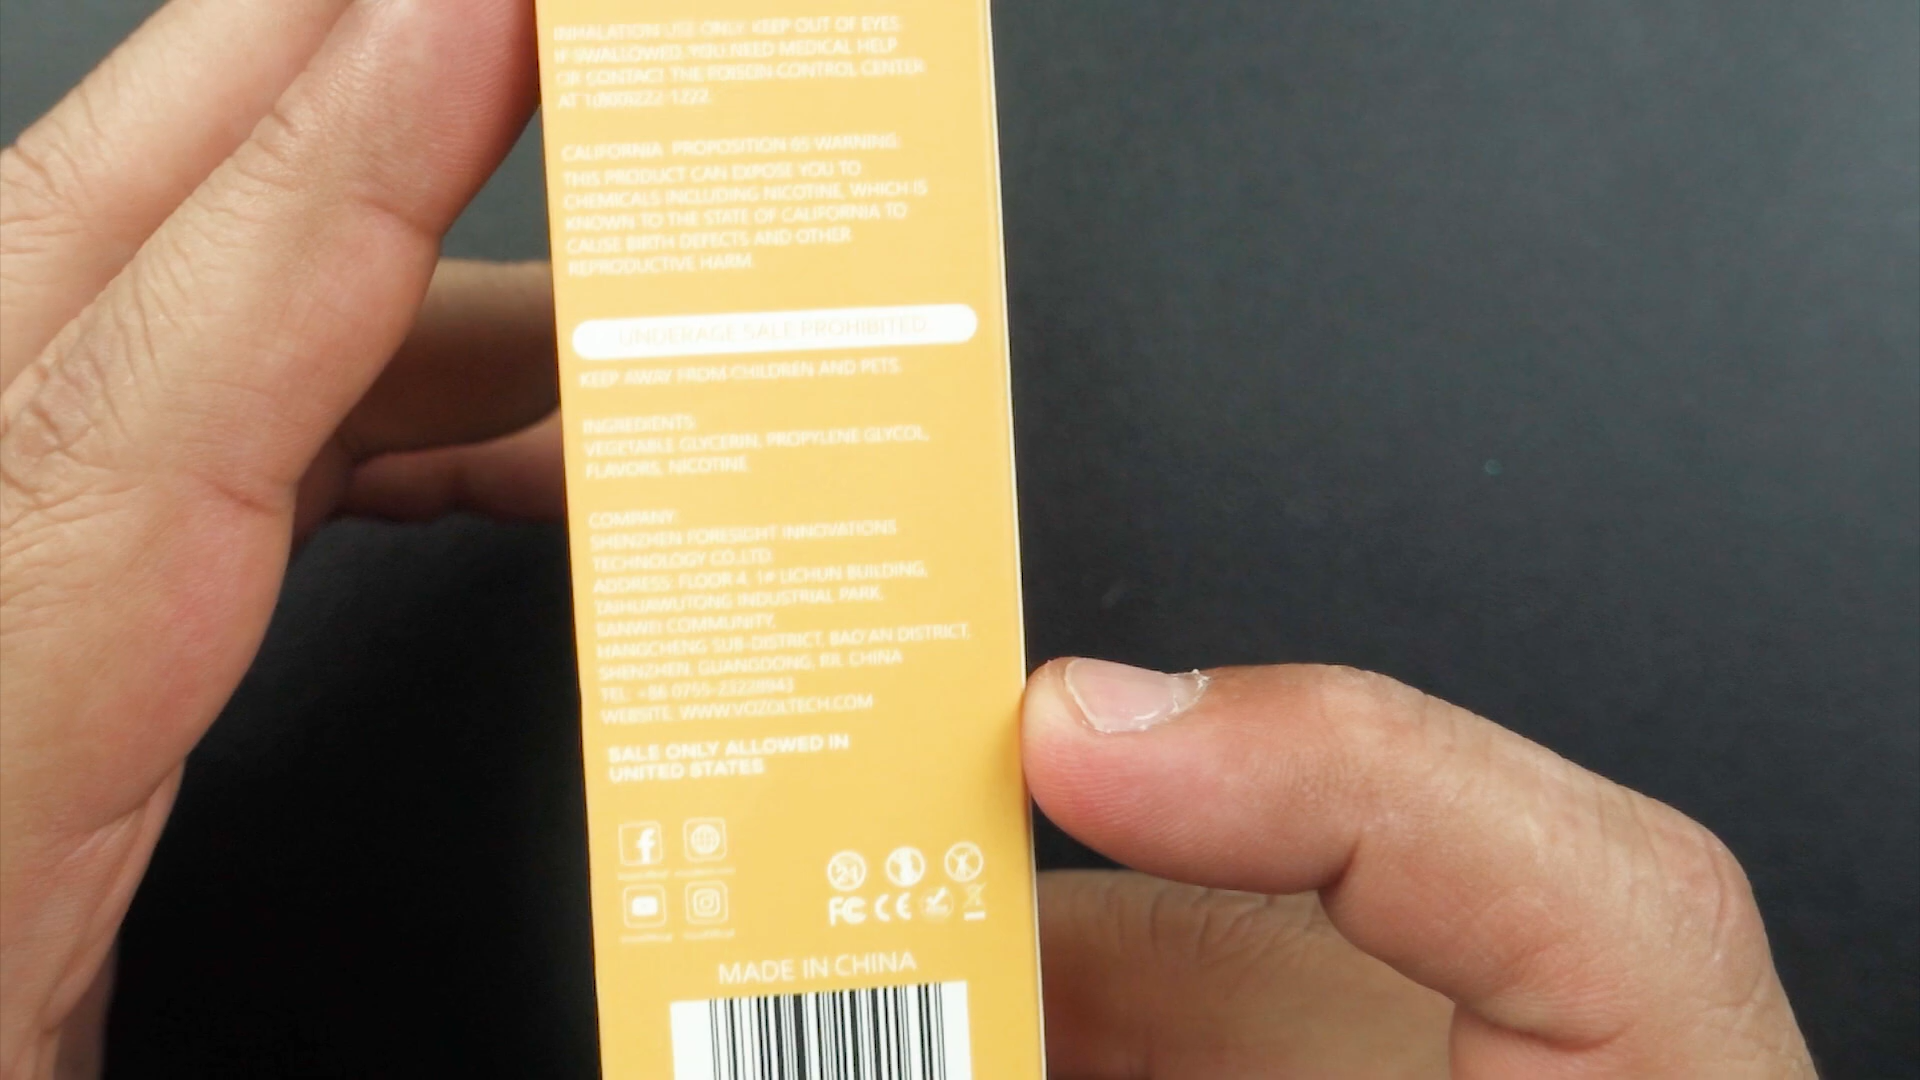 INHALATION USE ONLY KEEP OUT OF EYES.
IF SWALLOWED, YOU NEED MEDICAL HELP
OR CONTACT THE POISON CONTROL CENTER
AT 1(800)222-1222.
CALIFORNIA PROPOSITION 65 WARNING:
THIS PRODUCT CAN EXPOSE YOU TO
CHEMICALS INCLUDING NICOTINE, WHICH IS
KNOWN TO THE STATE OF CALIFORNIA TO
CAUSE BIRTH DEFECTS AND OTHER
REPRODUCTIVE HARM.
UNDERAGE SALE PROHIBITED.
KEEP AWAY FROM CHILDREN AND PETS.
INGREDIENTS:
VEGETABLE GLYCERIN, PROPYLENE GLYCOL,
FLAVORS, NICOTINE.
COMPANY:
SHENZHEN FORESIGHT INNOVATIONS
TECHNOLOGY CO.,LTD.
ADDRESS: FLOOR 4, 1# LICHUN BUILDING,
TAIHUAWUTONG INDUSTRIAL PARK,
COMMUNITY,
HANGCHENG SUB-DISTRICT, BAO'AN DISTRICT,
SHENZHEN, GUANGDONG, CHINA
TEL: +86 0755-
WEBSITE: WWW.VOZOLTECH.COM
SALE ONLY ALLOWED IN
UNITED STATES
21
FC CE
MADE IN CHINA